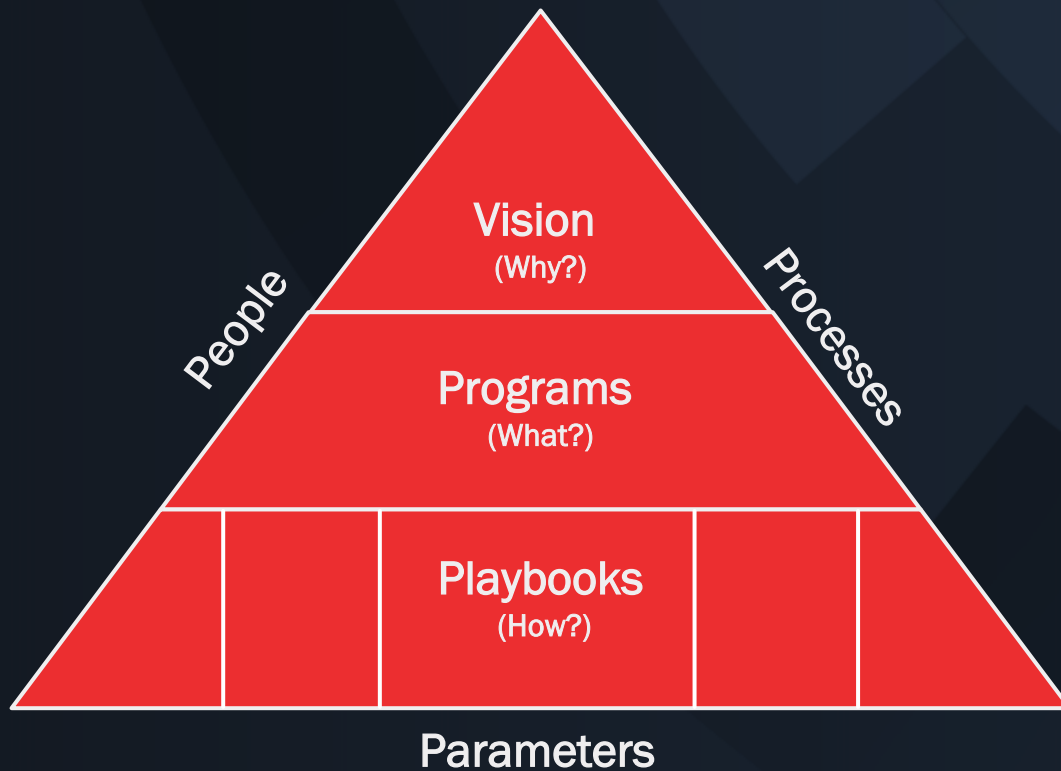 Vision
(Why?)
People
Processes
Programs
(What?)
Playbooks
(How?)
Parameters